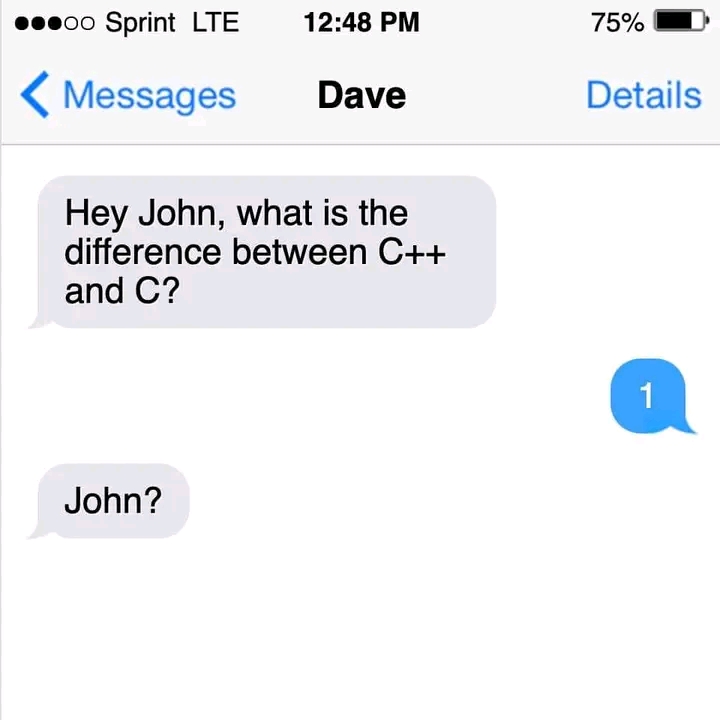 Sprint LTE 12:48 PM 75%
Messages Dave Details
Hey John, what is the
difference between C++
and C?
1
John?